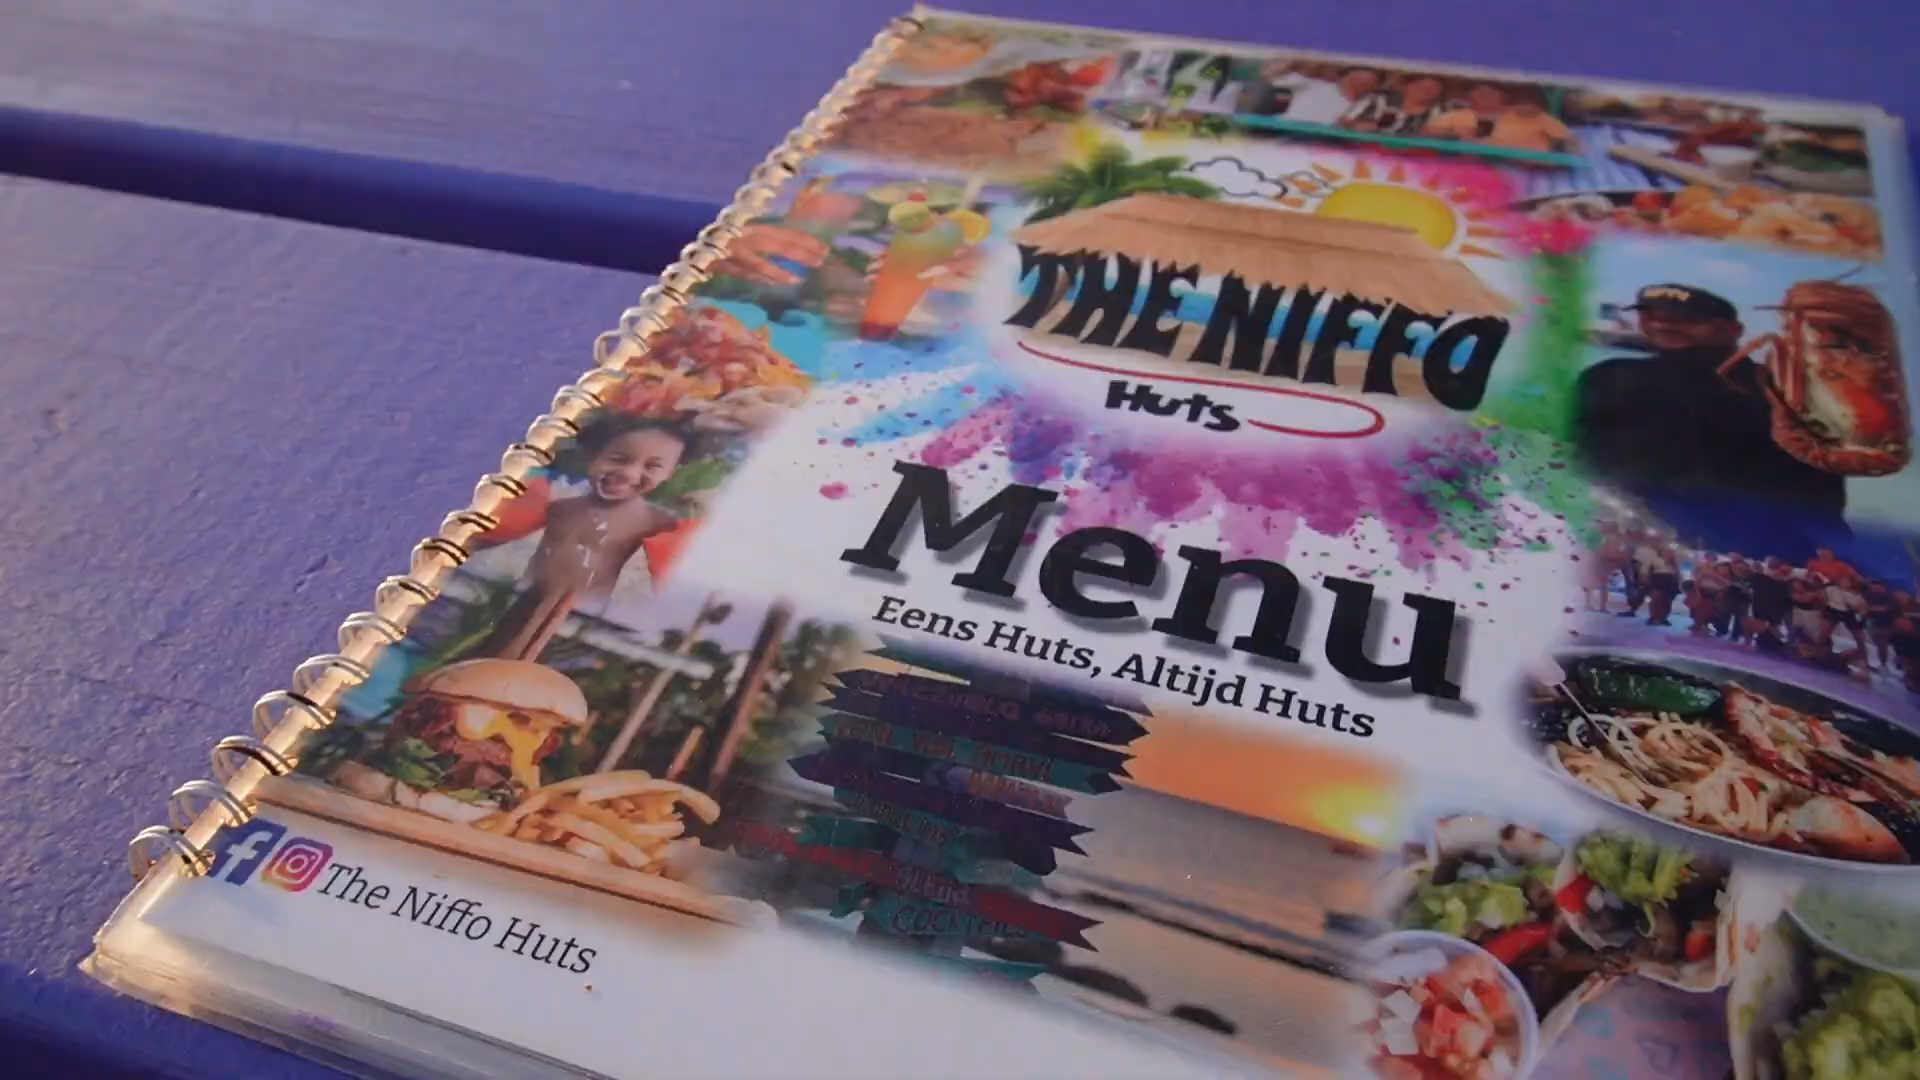 THE NIFFO
Huts
Menu
Eens Huts, Altijd Huts
The Niffo Huts